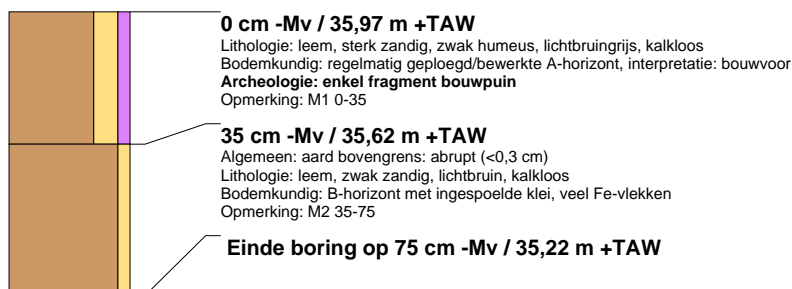 0 cm -Mv / 35,97 m +TAW
Lithologie: leem, sterk zandig, zwak humeus, lichtbruingrijs, kalkloos
Bodemkundig: regelmatig geploegd/bewerkte A-horizont, interpretatie: bouwvoor
Archeologie: enkel fragment bouwpuin
Opmerking: M1 0-35
35 cm -Mv / 35,62 m +TAW
Algemeen: aard bovengrens: abrupt (<0,3 cm)
Lithologie: leem, zwak zandig, lichtbruin, kalkloos
Bodemkundig: B-horizont met ingespoelde klei, veel Fe-vlekken
Opmerking: M2 35-75
Einde boring op 75 cm -Mv / 35,22 m +TAW